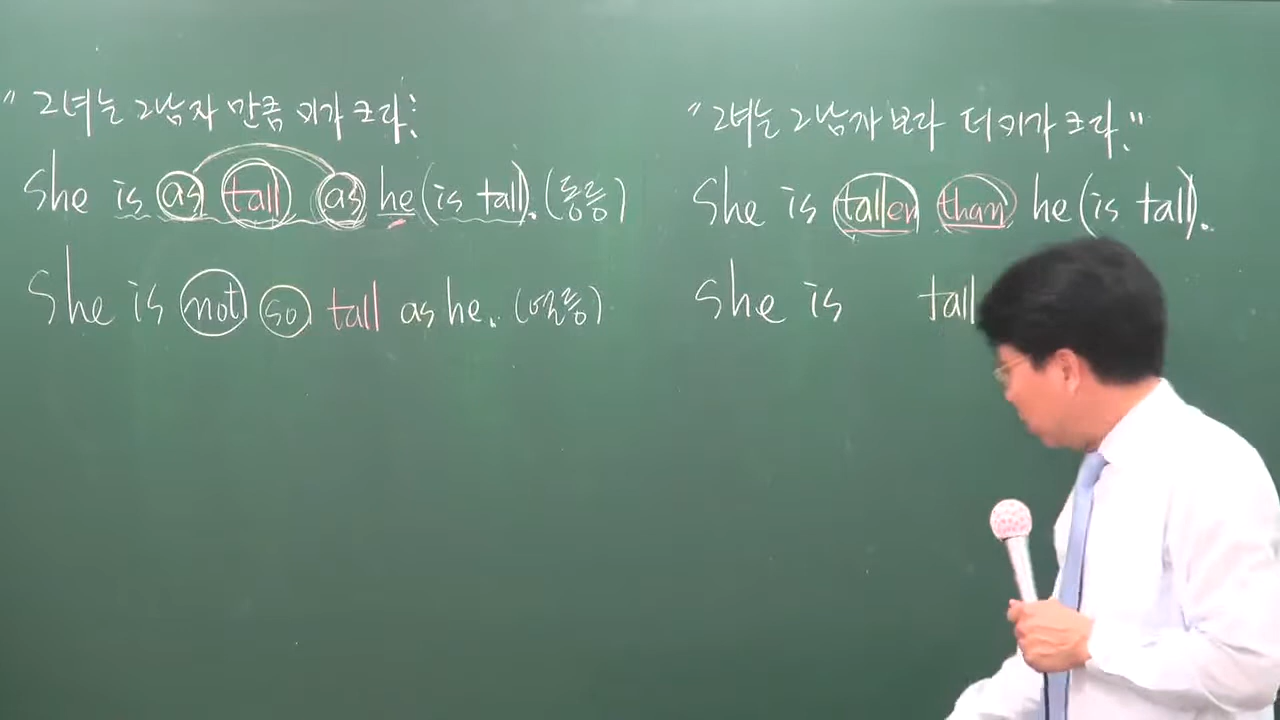 "그녀는 그남자 만큼 키가 크다."
She is as tall as he (is tall). (동등)
She is not so tall as he. (열등)
"그녀는 그남자 보다 더 키가 크다."
She is taller than he (is tall).
She is tall